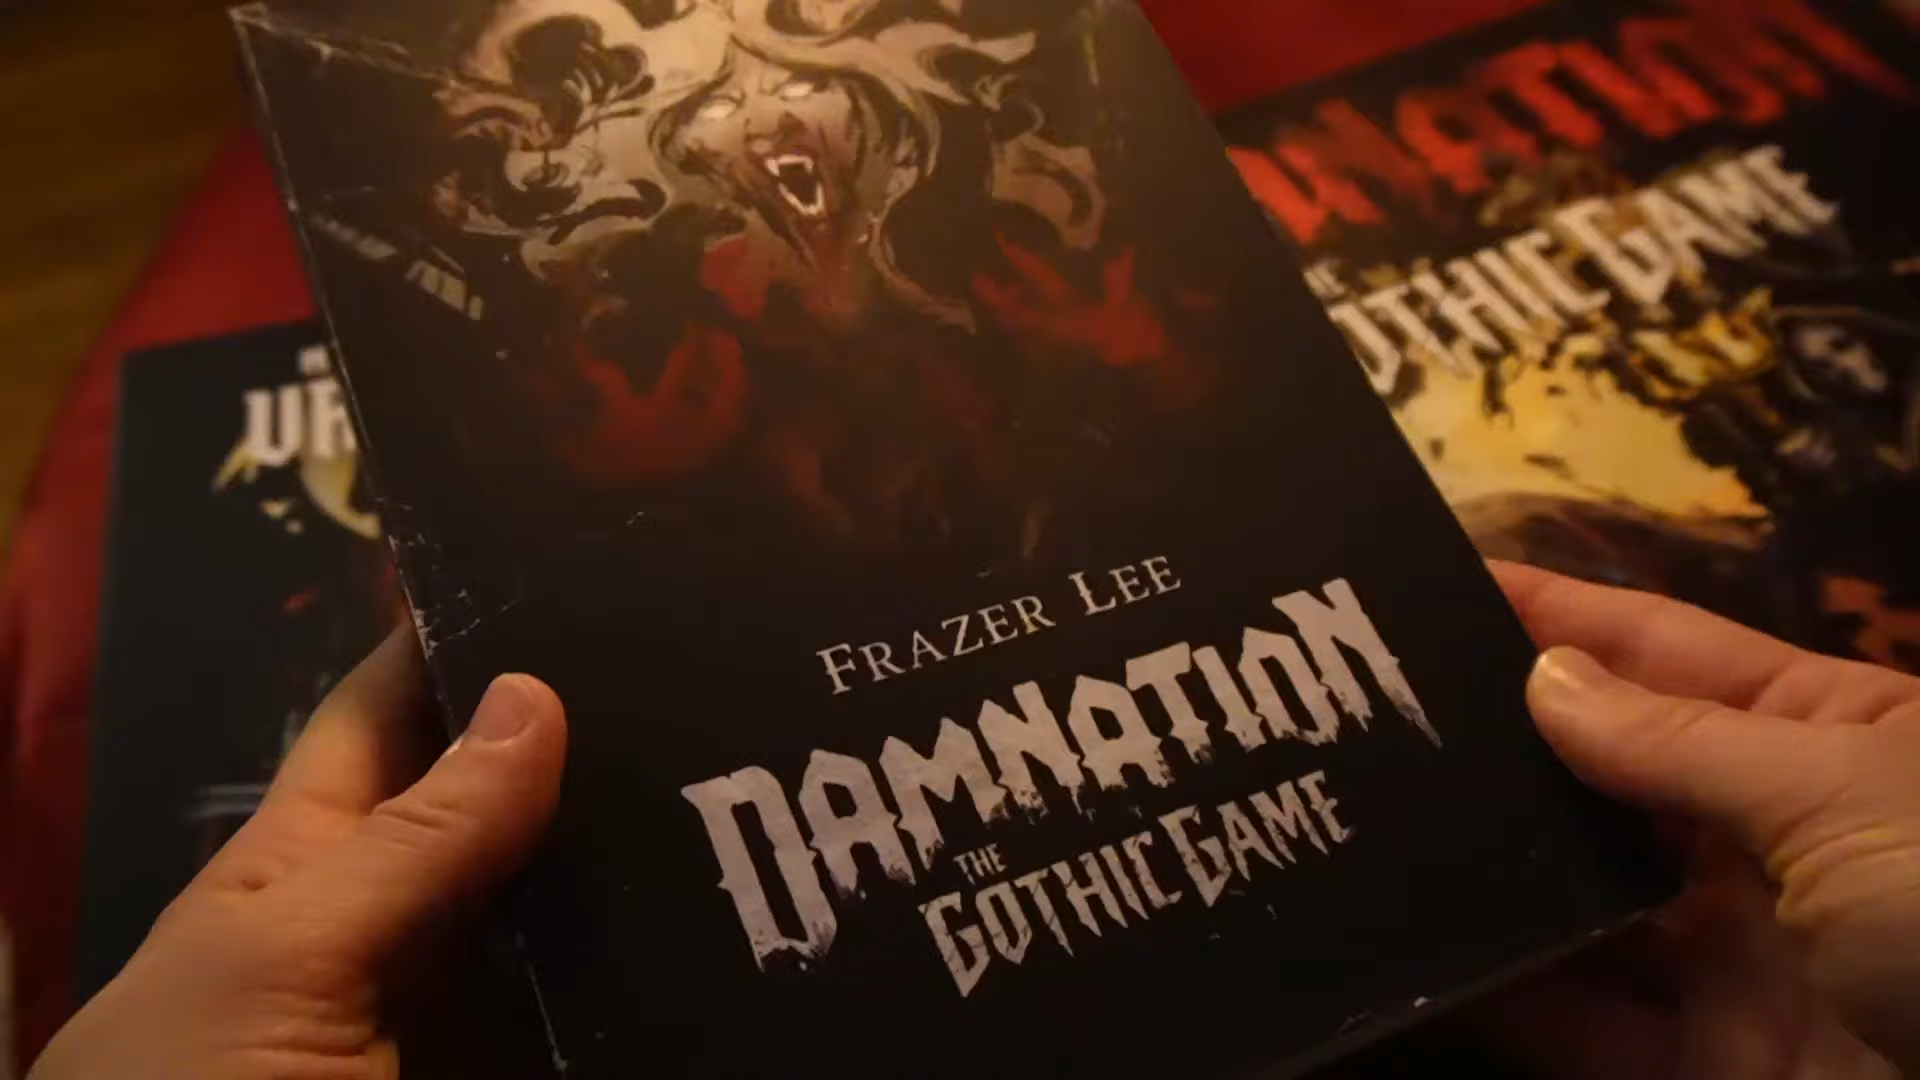 FRAZER LEE
DAMNATION
THE
GOTHIC GAME
GOTHIC GAME